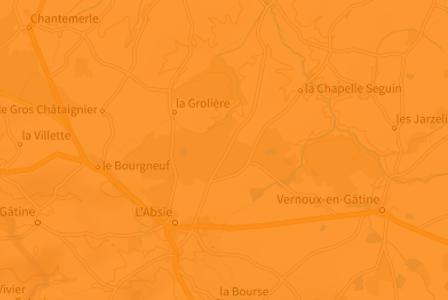 Chantemerle
la Chapelle Seguin
la Grolière
le Gros Châtaignier
les Jarzeli
la Villette
le Bourgneuf
Vernoux-en-Gâtine
Gâtine
L'Absie
la Bourse